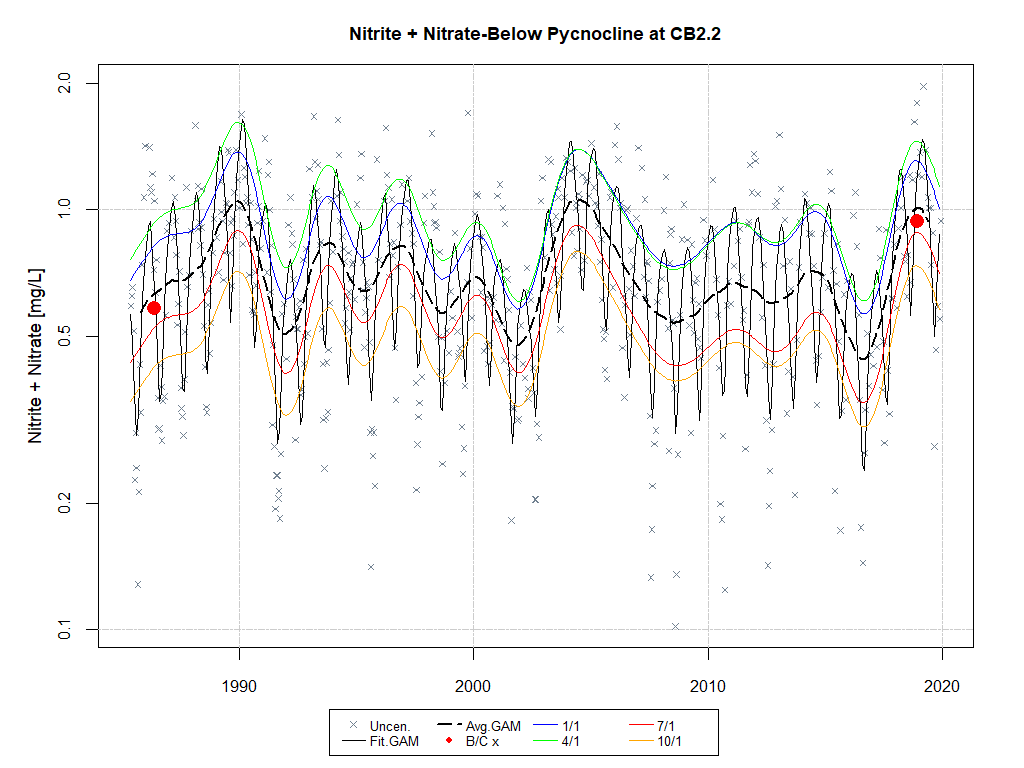 Nitrite + Nitrate-Below Pycnocline at CB2.2
Nitrite + Nitrate [mg/L]
2.0
1.0
0.5
0.2
0.1
1990 2000 2010 2020
Uncen. Avg.GAM 1/1 7/1
Fit.GAM B/C x 4/1 10/1